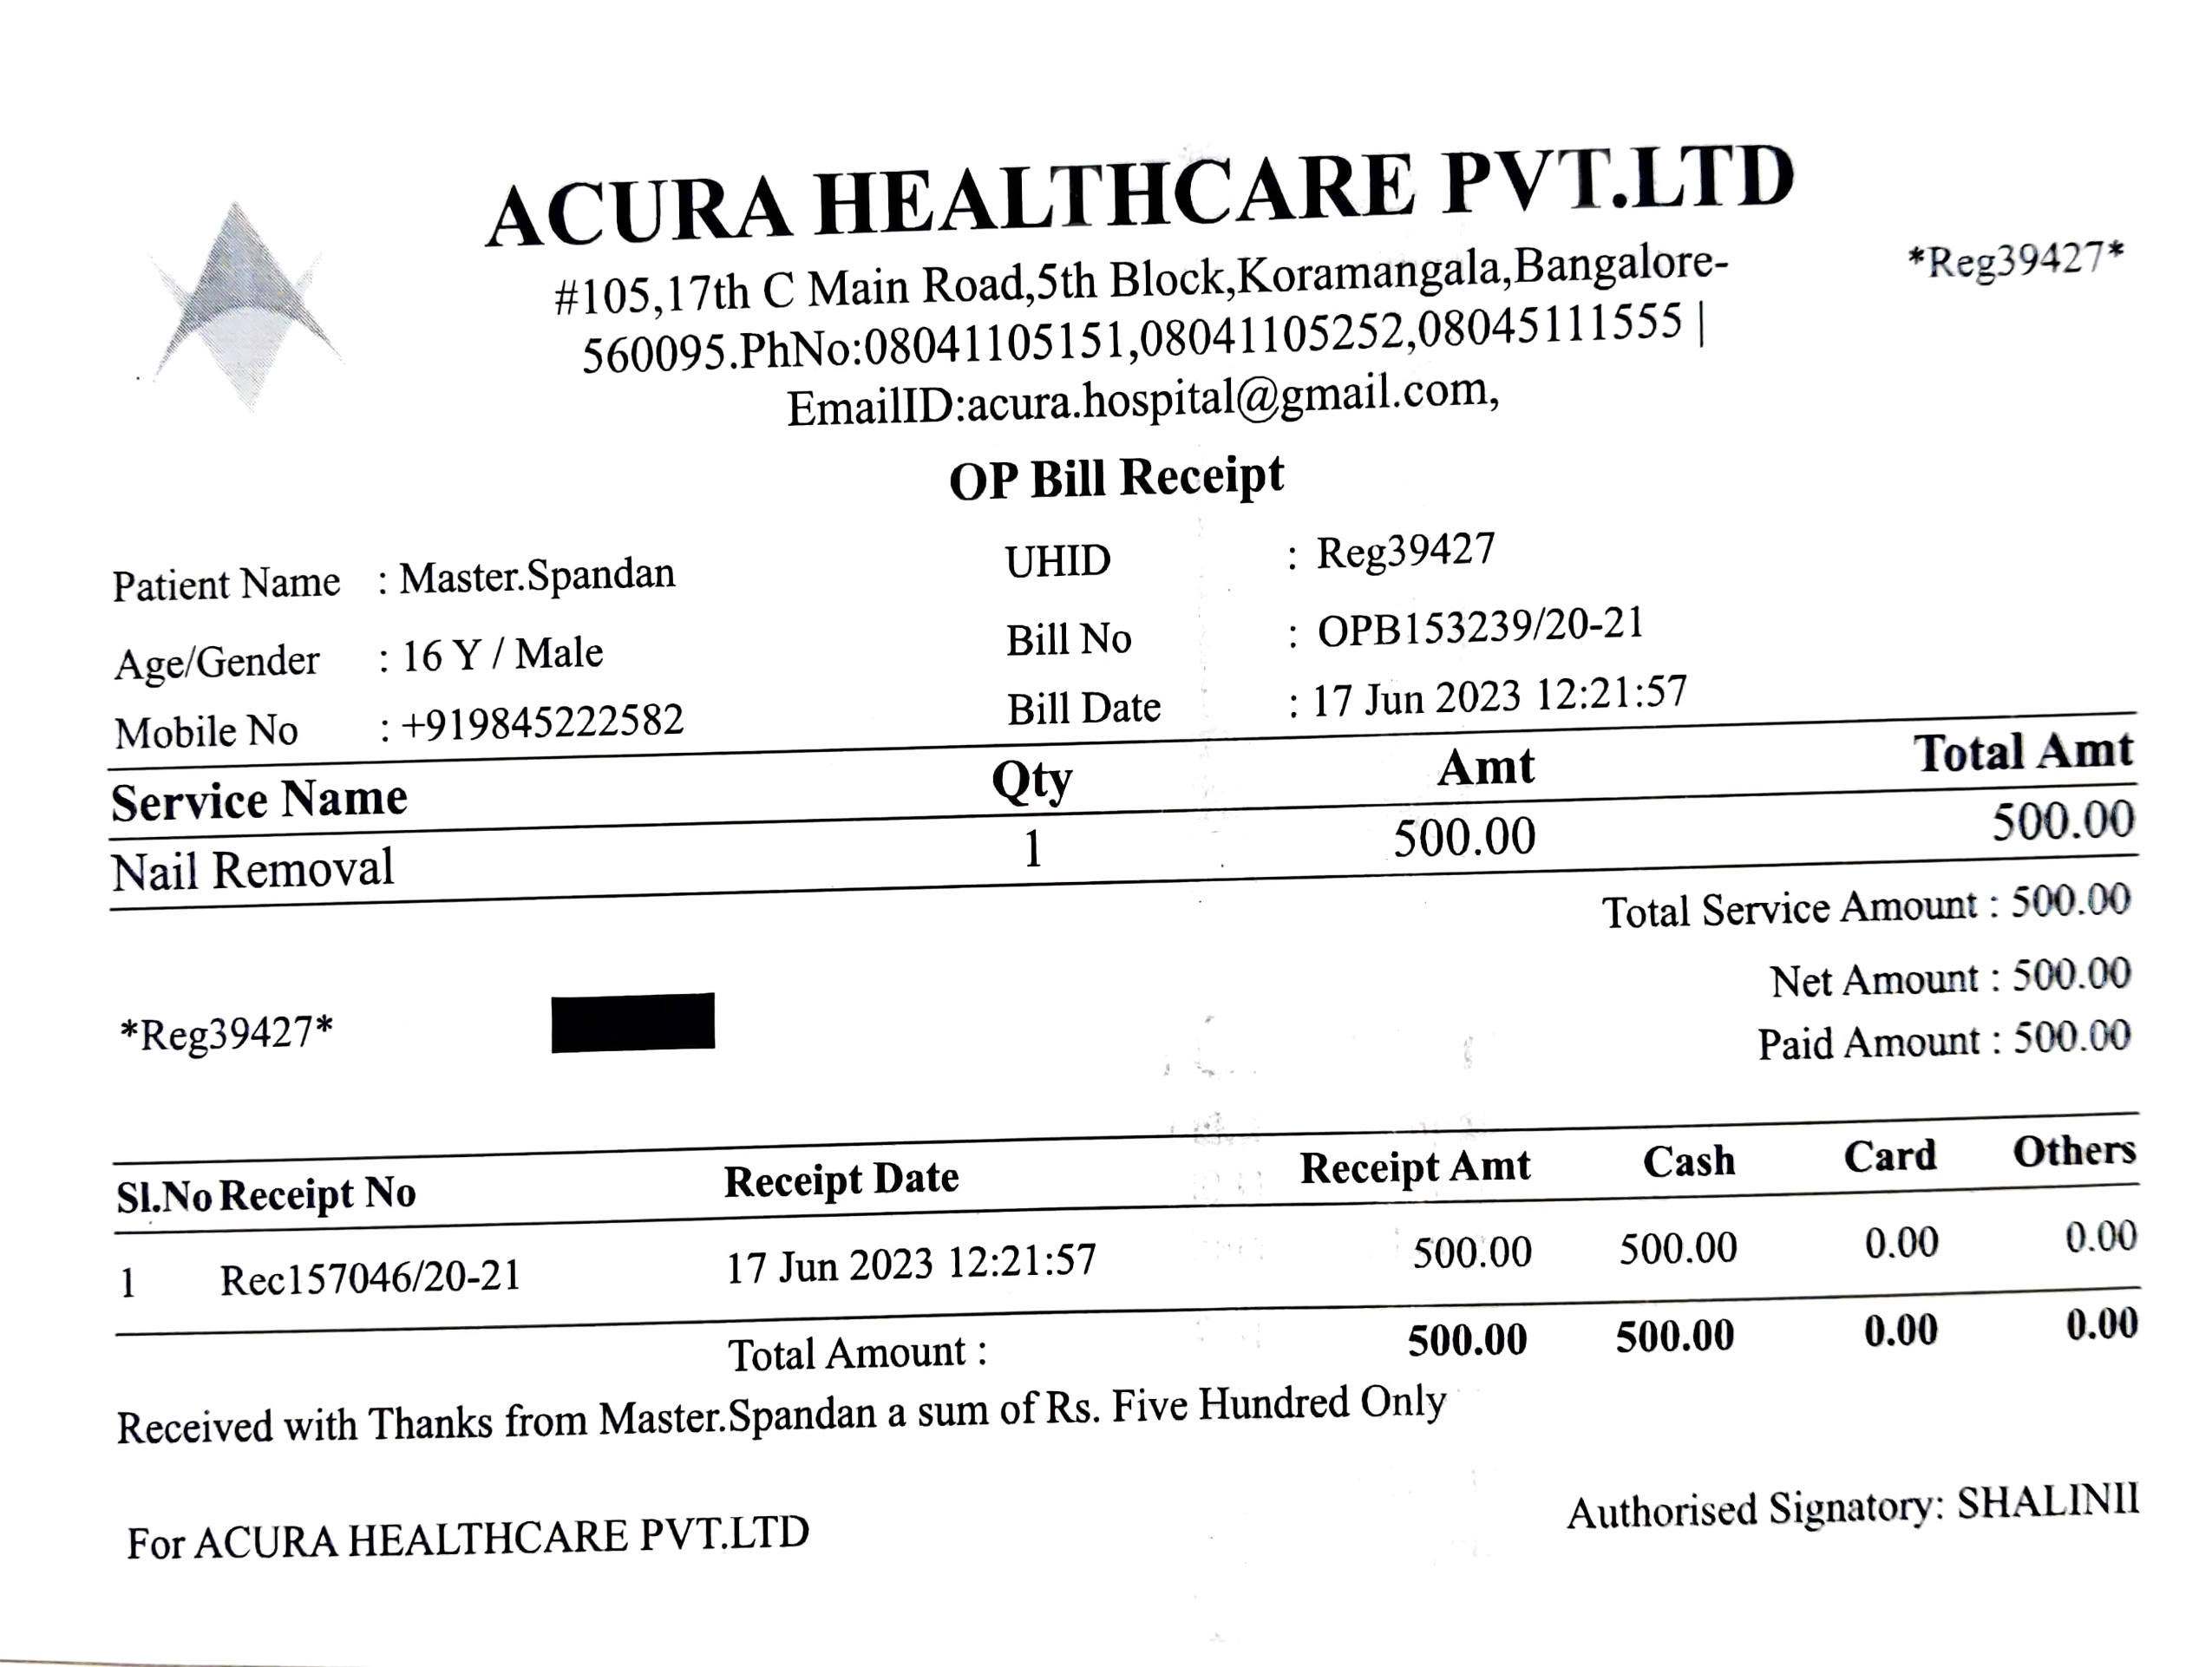 ACURA HEALTHCARE PVT.LTD
#105,17th C Main Road,5th Block,Koramangala,Bangalore-
*Reg39427*
560095.PhNo:08041105151,08041105252,08045111555 |
EmailID:acura.hospital@gmail.com,
OP Bill Receipt
Patient Name : Master.Spandan UHID : Reg39427
Age/Gender : 16 Y / Male Bill No : OPB153239/20-21
Mobile No : +919845222582 Bill Date : 17 Jun 2023 12:21:57
Service Name Qty Amt Total Amt
Nail Removal 1 500.00 500.00
Total Service Amount : 500.00
Net Amount : 500.00
*Reg39427* Paid Amount : 500.00
Sl.No Receipt No Receipt Date Receipt Amt Cash Card Others
1 Rec157046/20-21 17 Jun 2023 12:21:57 500.00 500.00 0.00 0.00
Total Amount : 500.00 500.00 0.00 0.00
Received with Thanks from Master.Spandan a sum of Rs. Five Hundred Only
For ACURA HEALTHCARE PVT.LTD Authorised Signatory: SHALINII